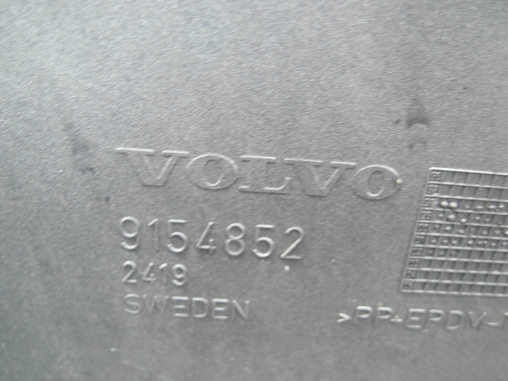 VOLVO
9154852
2419
SWEDEN
>PP+EPDM-